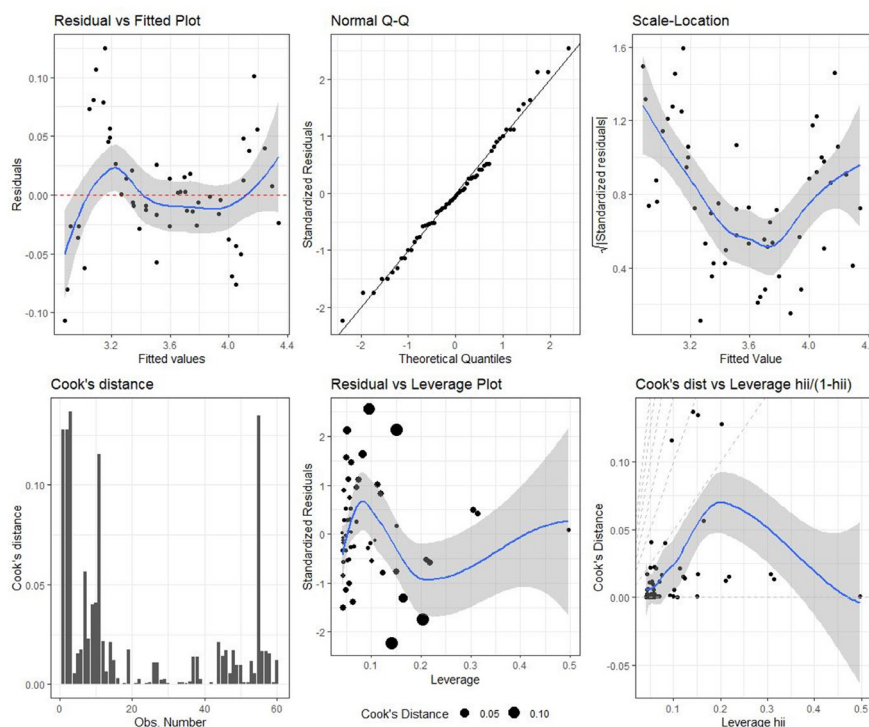 Residual vs Fitted Plot
Residuals
0.10
0.05
0.00
-0.05
-0.10
3.2
3.6
4.0
4.4
Fitted values
Normal Q-Q
Standardized Residuals
2
1
0
-1
-2
-2
-1
0
1
2
Theoretical Quantiles
Scale-Location
√|Standardized residuals|
1.6
1.2
0.8
0.4
3.2
3.6
4.0
Fitted Value
Cook's distance
Cook's distance
0.10
0.05
0.00
0
20
40
60
Obs. Number
Residual vs Leverage Plot
Standardized Residuals
2
1
0
-1
-2
0.1
0.2
0.3
0.4
0.5
Leverage
Cook's Distance
0.05
0.10
Cook's dist vs Leverage hii/(1-hii)
Cook's Distance
0.10
0.05
0.00
-0.05
0.1
0.2
0.3
0.4
0.5
Leverage hii